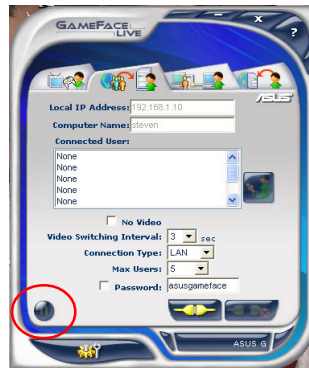 GAMEFACE
LIVE
X
?
ASUS
Local IP Address: 192.168.1.10
Computer Name: steven
Connected User:
None
None
None
None
None
No Video
Video Switching Interval: 3 sec
Connection Type: LAN
Max Users: 5
Password: asusgameface
ASUS G